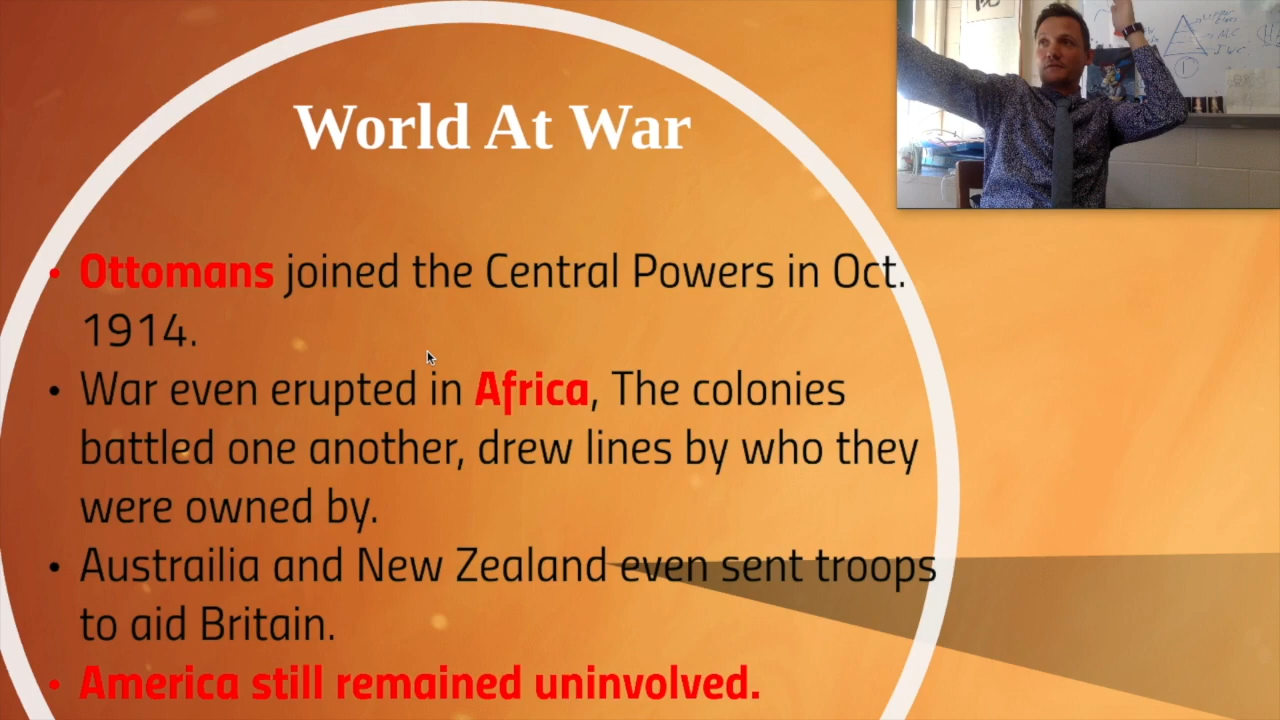 World At War
• Ottomans joined the Central Powers in Oct.
1914.
• War even erupted in Africa, The colonies
battled one another, drew lines by who they
were owned by.
• Austrailia and New Zealand even sent troops
to aid Britain.
• America still remained uninvolved.